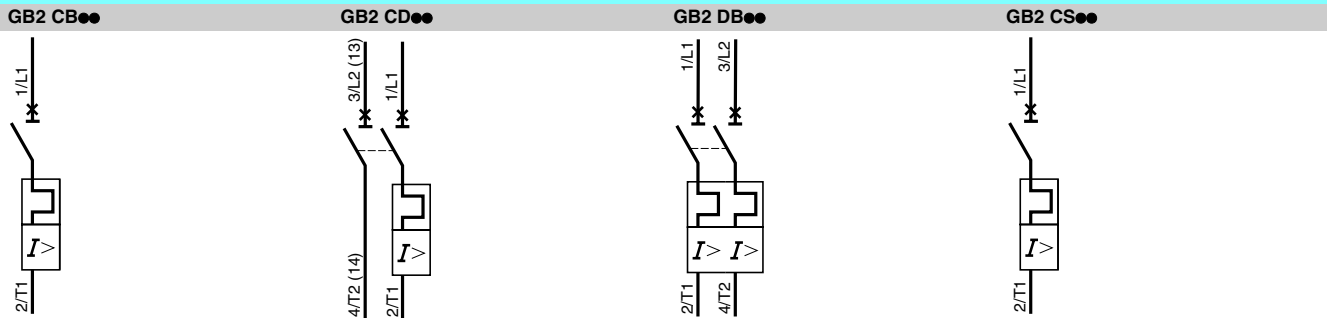 GB2 CB●●
GB2 CD●●
GB2 DB●●
GB2 CS●●
1/L1
3/L2 (13)
1/L1
1/L1
3/L2
1/L1
I>
I>
I> I>
I>
2/T1
4/T2 (14)
2/T1
2/T1
4/T2
2/T1